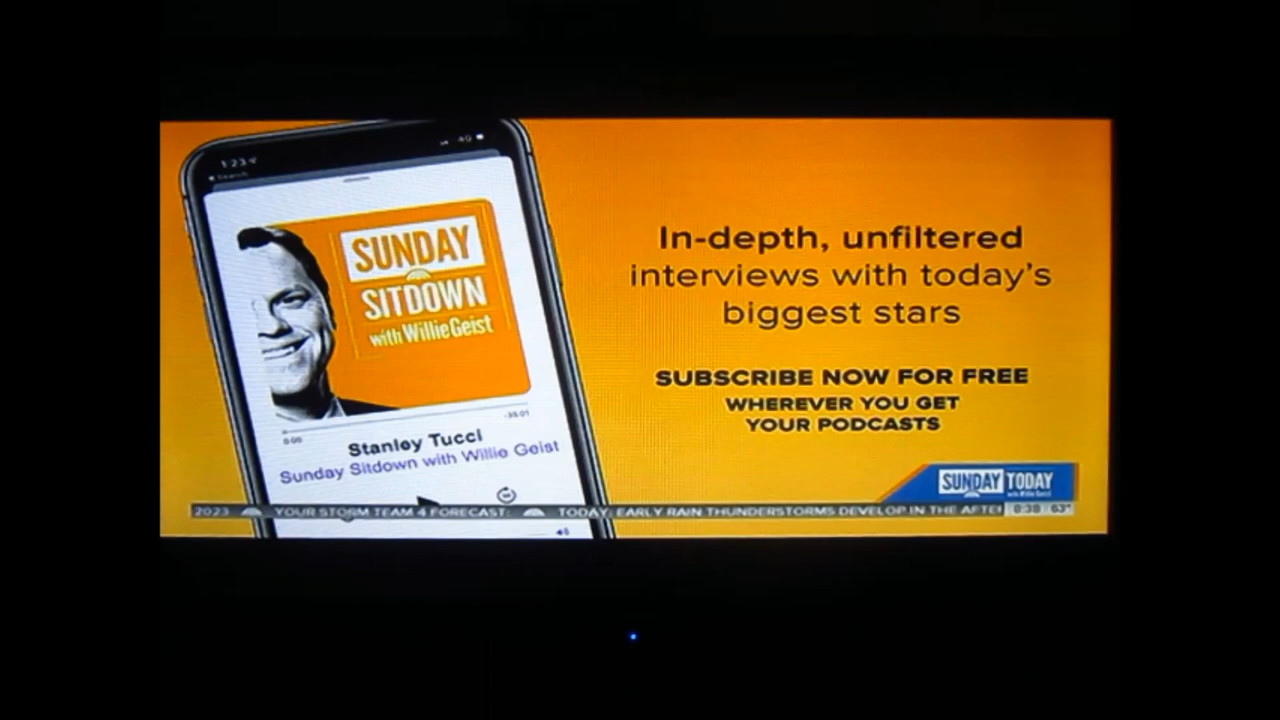 1:23
Search
4G
SUNDAY
SITDOWN
with Willie Geist
0:00
Stanley Tucci
Sunday Sitdown with Willie Geist
In-depth, unfiltered
interviews with today's
biggest stars
SUBSCRIBE NOW FOR FREE
WHEREVER YOU GET
YOUR PODCASTS
SUNDAY TODAY
with Willie Geist
2023 YOUR STORM TEAM 4 FORECAST: TODAY, EARLY RAIN THUNDERSTORMS DEVELOP IN THE AFTE
8:38 63°